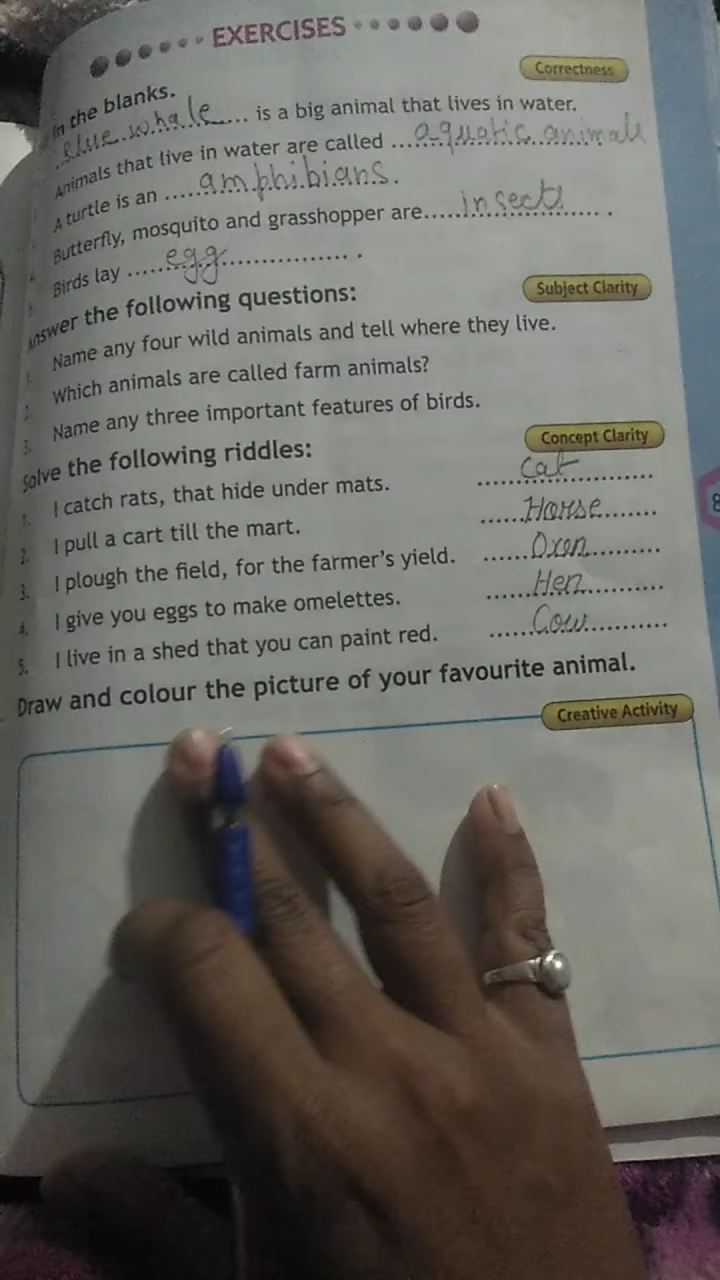 EXERCISES
in the blanks.
Correctness
Blue whale is a big animal that lives in water.
Animals that live in water are called aquatic animals
A turtle is an amphibians.
Butterfly, mosquito and grasshopper are insects.
Birds lay egg.
Answer the following questions:
Subject Clarity
1. Name any four wild animals and tell where they live.
2. Which animals are called farm animals?
3. Name any three important features of birds.
Solve the following riddles:
Concept Clarity
1. I catch rats, that hide under mats. Cat
2. I pull a cart till the mart. Horse
3. I plough the field, for the farmer's yield. Oxen
4. I give you eggs to make omelettes. Hen
5. I live in a shed that you can paint red. Cow
Draw and colour the picture of your favourite animal.
Creative Activity
8